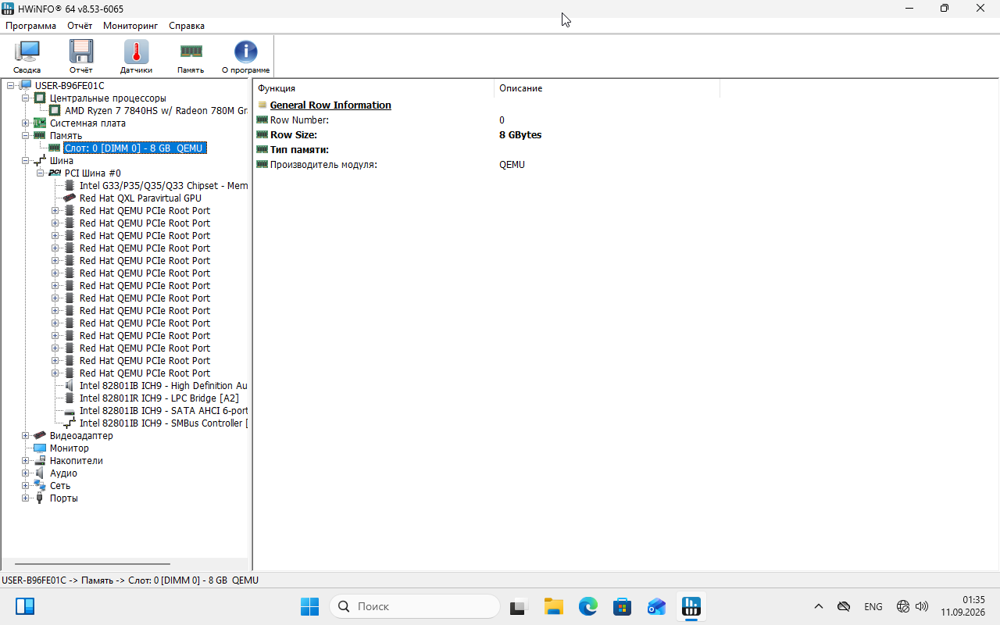 HWiNFO® 64 v8.53-6065
Программа Отчёт Мониторинг Справка
Сводка Отчёт Датчики Память О программе
USER-B96FE01C
Центральные процессоры
AMD Ryzen 7 7840HS w/ Radeon 780M Gr
Системная плата
Память
Слот: 0 [DIMM 0] - 8 GB QEMU
Шина
PCI Шина #0
Intel G33/P35/Q35/Q33 Chipset - Mem
Red Hat QXL Paravirtual GPU
Red Hat QEMU PCIe Root Port
Red Hat QEMU PCIe Root Port
Red Hat QEMU PCIe Root Port
Red Hat QEMU PCIe Root Port
Red Hat QEMU PCIe Root Port
Red Hat QEMU PCIe Root Port
Red Hat QEMU PCIe Root Port
Red Hat QEMU PCIe Root Port
Red Hat QEMU PCIe Root Port
Red Hat QEMU PCIe Root Port
Red Hat QEMU PCIe Root Port
Red Hat QEMU PCIe Root Port
Red Hat QEMU PCIe Root Port
Red Hat QEMU PCIe Root Port
Intel 82801IB ICH9 - High Definition Au
Intel 82801IR ICH9 - LPC Bridge [A2]
Intel 82801IB ICH9 - SATA AHCI 6-port
Intel 82801IB ICH9 - SMBus Controller [
Видеоадаптер
Монитор
Накопители
Аудио
Сеть
Порты
Функция Описание
General Row Information
Row Number: 0
Row Size: 8 GBytes
Тип памяти:
Производитель модуля: QEMU
USER-B96FE01C -> Память -> Слот: 0 [DIMM 0] - 8 GB QEMU
Поиск
ENG
01:35
11.09.2026